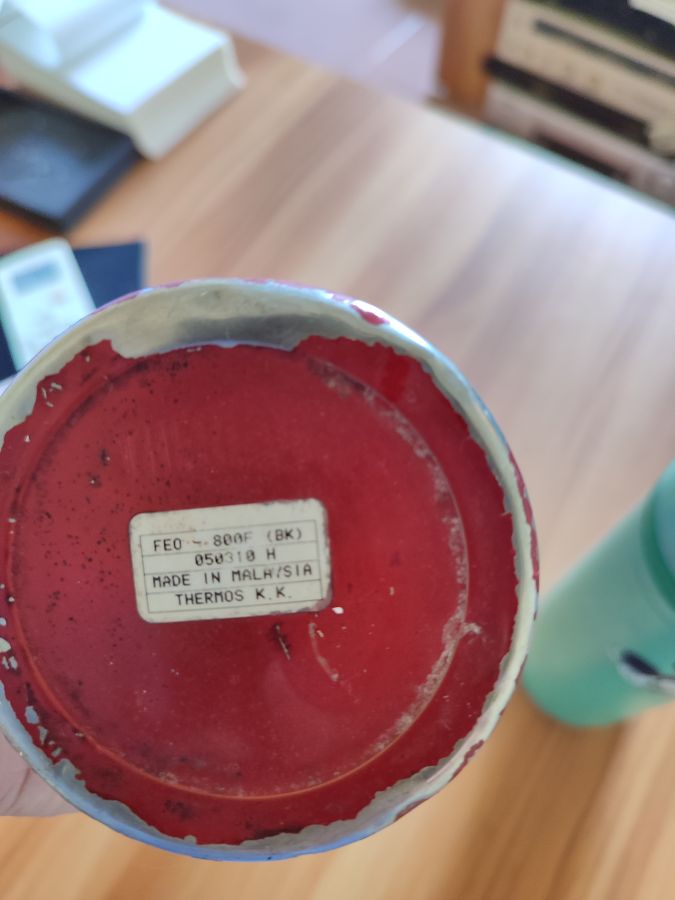 FEO - 800F (BK)
050310 H
MADE IN MALAYSIA
THERMOS K.K.